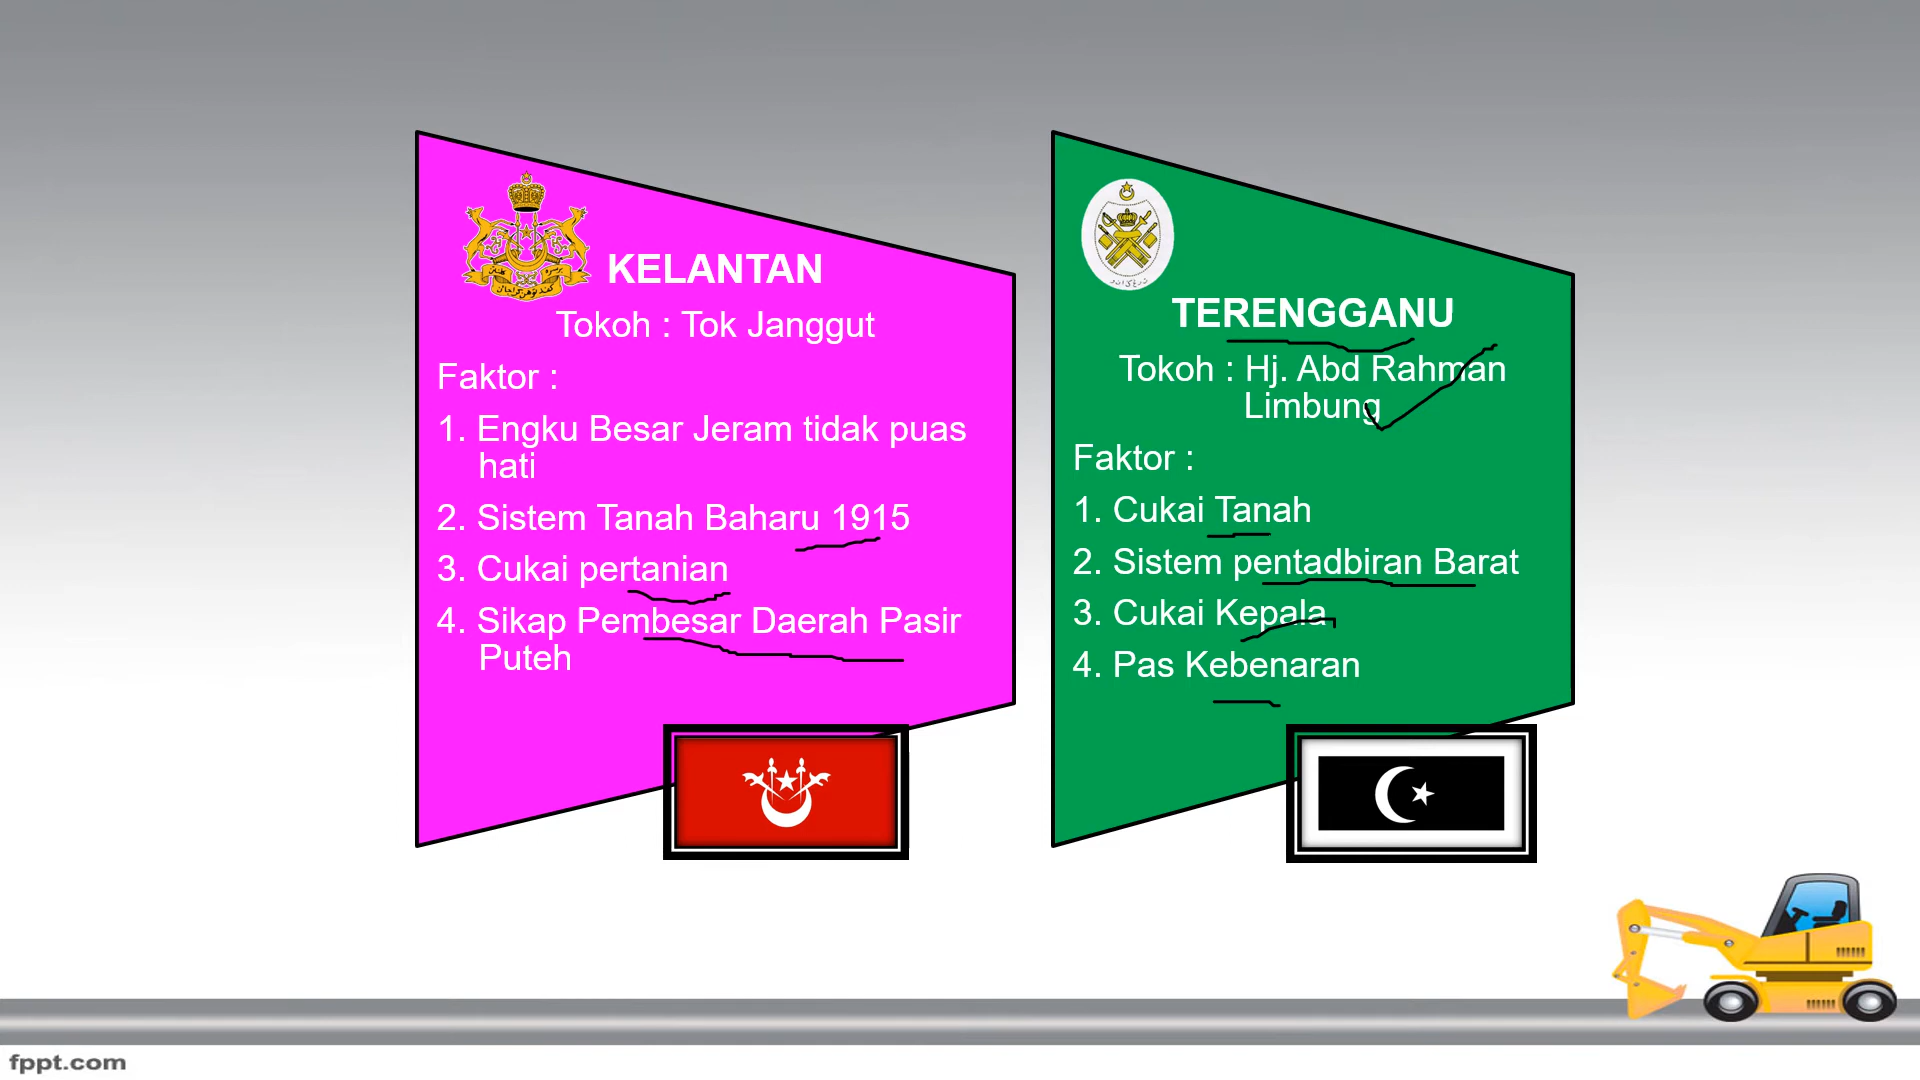 KELANTAN
Tokoh : Tok Janggut
Faktor :
1. Engku Besar Jeram tidak puas
hati
2. Sistem Tanah Baharu 1915
3. Cukai pertanian
4. Sikap Pembesar Daerah Pasir
Puteh
TERENGGANU
Tokoh : Hj. Abd Rahman
Limbung
Faktor :
1. Cukai Tanah
2. Sistem pentadbiran Barat
3. Cukai Kepala
4. Pas Kebenaran
fppt.com